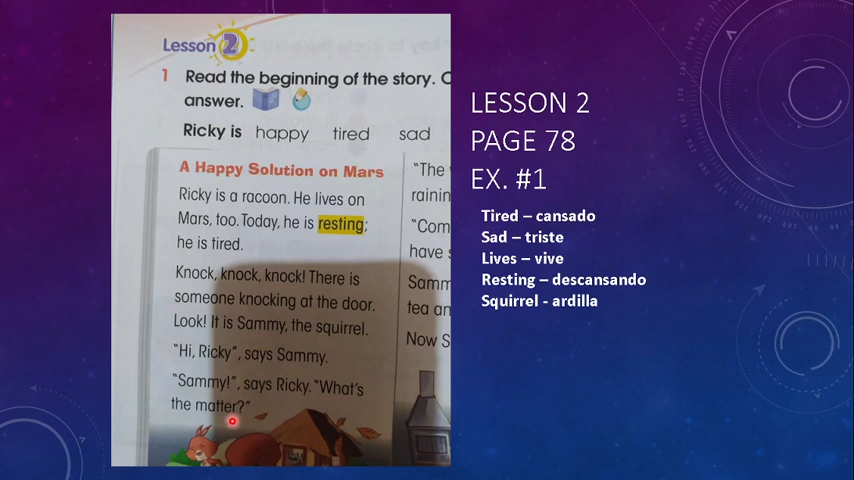 Lesson 2
1 Read the beginning of the story. C
answer.
Ricky is happy tired sad
A Happy Solution on Mars
Ricky is a racoon. He lives on
Mars, too. Today, he is resting;
he is tired.
Knock, knock, knock! There is
someone knocking at the door.
Look! It is Sammy, the squirrel.
"Hi, Ricky", says Sammy.
"Sammy!", says Ricky. "What's
the matter?"
"The
rainin
"Com
have s
Samm
tea an
Now S
LESSON 2
PAGE 78
EX. #1
Tired – cansado
Sad – triste
Lives – vive
Resting – descansando
Squirrel - ardilla